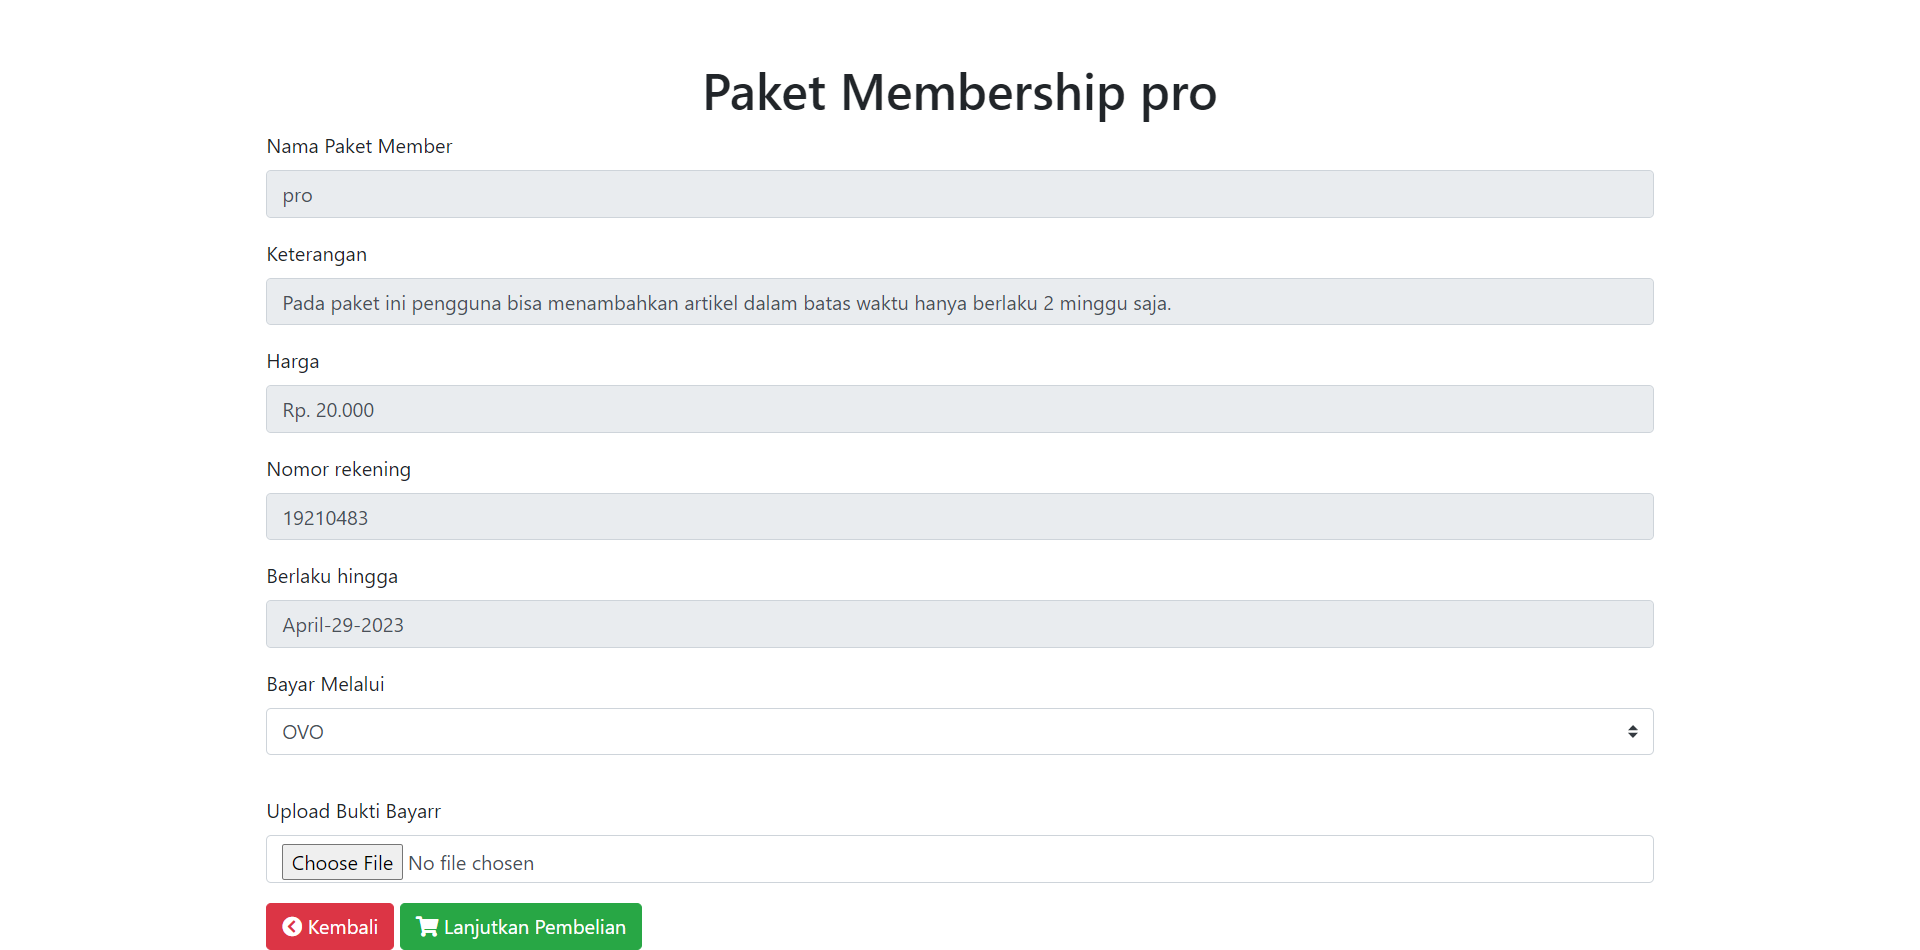 Paket Membership pro
Nama Paket Member
pro
Keterangan
Pada paket ini pengguna bisa menambahkan artikel dalam batas waktu hanya berlaku 2 minggu saja.
Harga
Rp. 20.000
Nomor rekening
19210483
Berlaku hingga
April-29-2023
Bayar Melalui
OVO
Upload Bukti Bayarr
Choose File No file chosen
Kembali Lanjutkan Pembelian